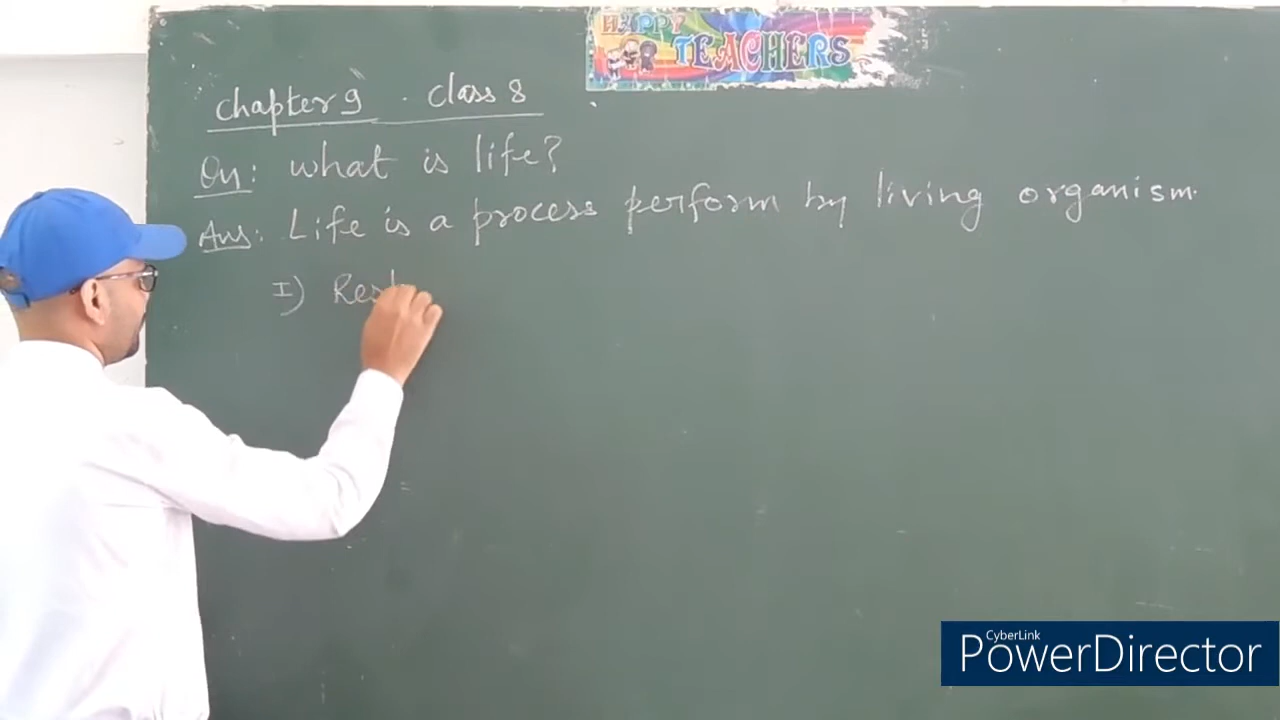 HAPPY
TEACHERS
Chapter 9 . Class 8
Qn: What is life?
Ans: Life is a process perform by living organism.
I) Res
CyberLink
PowerDirector